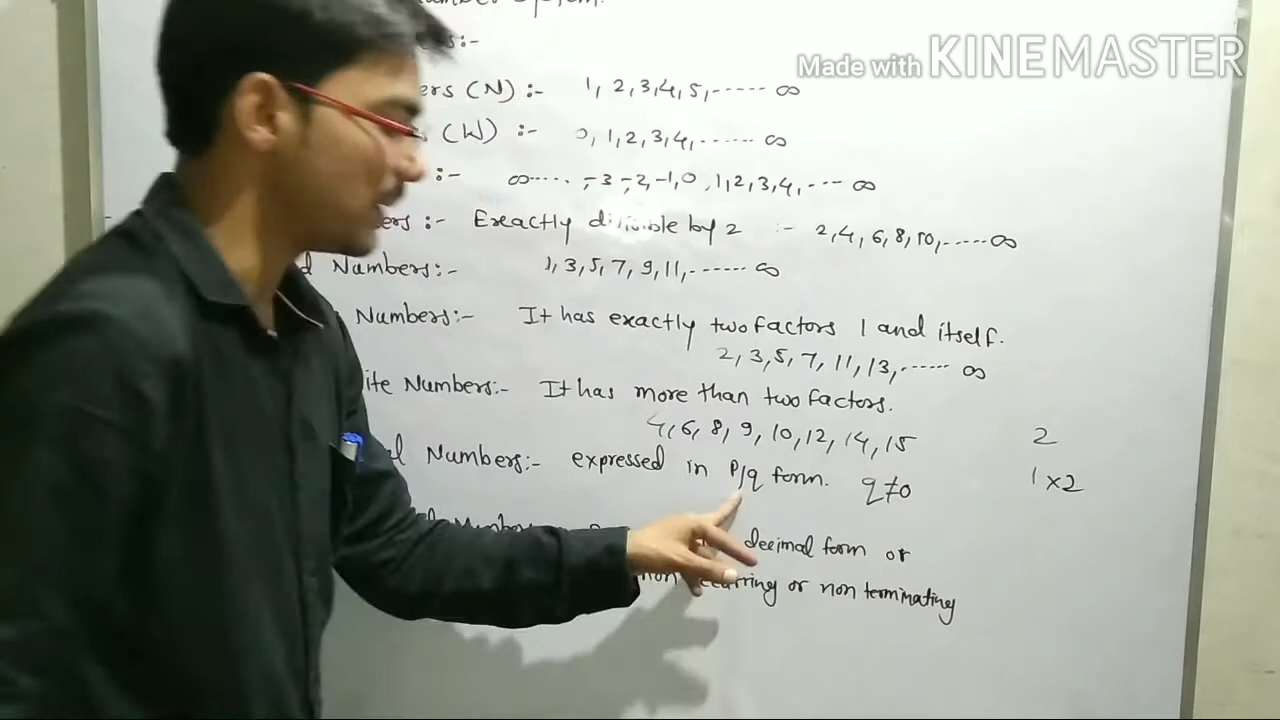 Made with KINEMASTER
(N) :- 1, 2, 3, 4, 5, ----- ∞
(W) :- 0, 1, 2, 3, 4, ...... ∞
:- ∞..... -3 -2, -1, 0, 1, 2, 3, 4, --- ∞
:- Exactly divisible by 2 :- 2, 4, 6, 8, 10, ..... ∞
Numbers:- 1, 3, 5, 7, 9, 11, ------ ∞
Numbers:- It has exactly two factors 1 and itself.
2, 3, 5, 7, 11, 13, ...... ∞
Numbers:- It has more than two factors.
4, 6, 8, 9, 10, 12, 14, 15
2
Numbers:- expressed in P/q form. q≠0
1 x 2
decimal form or
non or non terminating